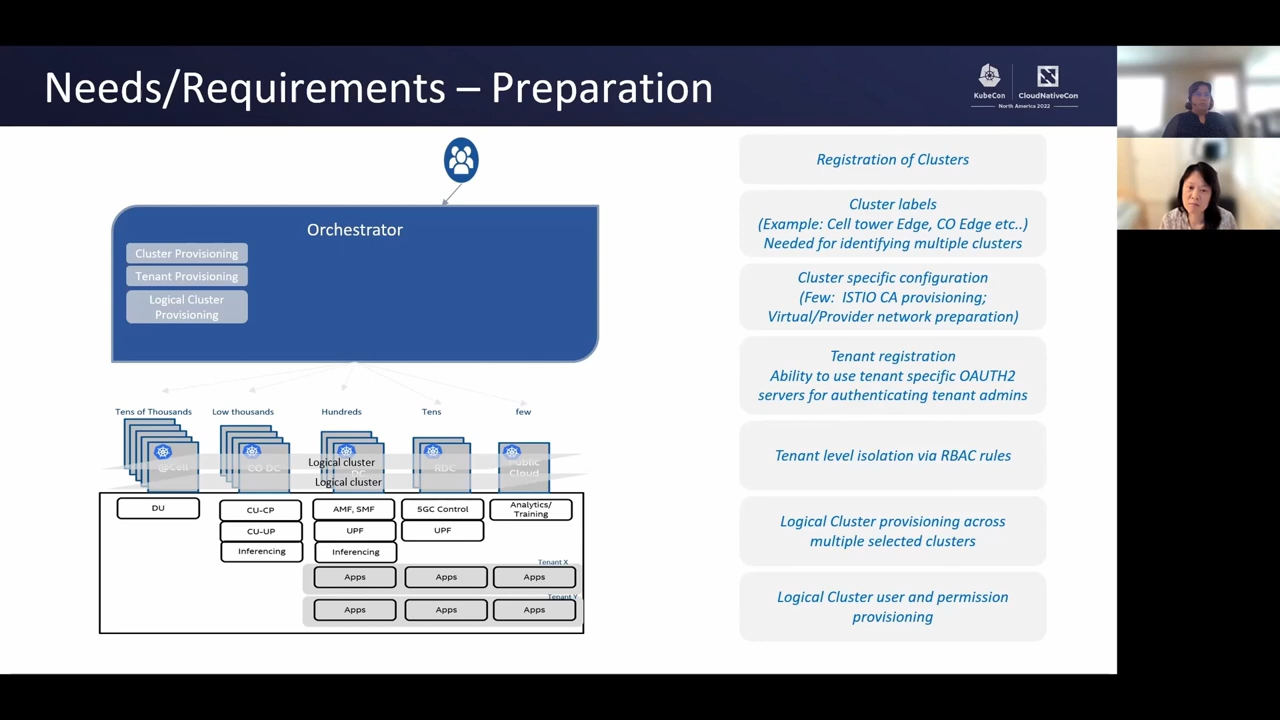 Needs/Requirements – Preparation
KubeCon
CloudNativeCon
North America 2022
Orchestrator
Cluster Provisioning
Tenant Provisioning
Logical Cluster
Provisioning
Tens of Thousands
Low thousands
Hundreds
Tens
few
@Cell
CO DC
DC
RDC
Public
Cloud
Logical cluster
Logical cluster
DU
CU-CP
AMF, SMF
5GC Control
Analytics/
Training
CU-UP
UPF
UPF
Inferencing
Inferencing
Tenant X
Apps
Apps
Apps
Tenant Y
Apps
Apps
Apps
Registration of Clusters
Cluster labels
(Example: Cell tower Edge, CO Edge etc..)
Needed for identifying multiple clusters
Cluster specific configuration
(Few: ISTIO CA provisioning;
Virtual/Provider network preparation)
Tenant registration
Ability to use tenant specific OAUTH2
servers for authenticating tenant admins
Tenant level isolation via RBAC rules
Logical Cluster provisioning across
multiple selected clusters
Logical Cluster user and permission
provisioning